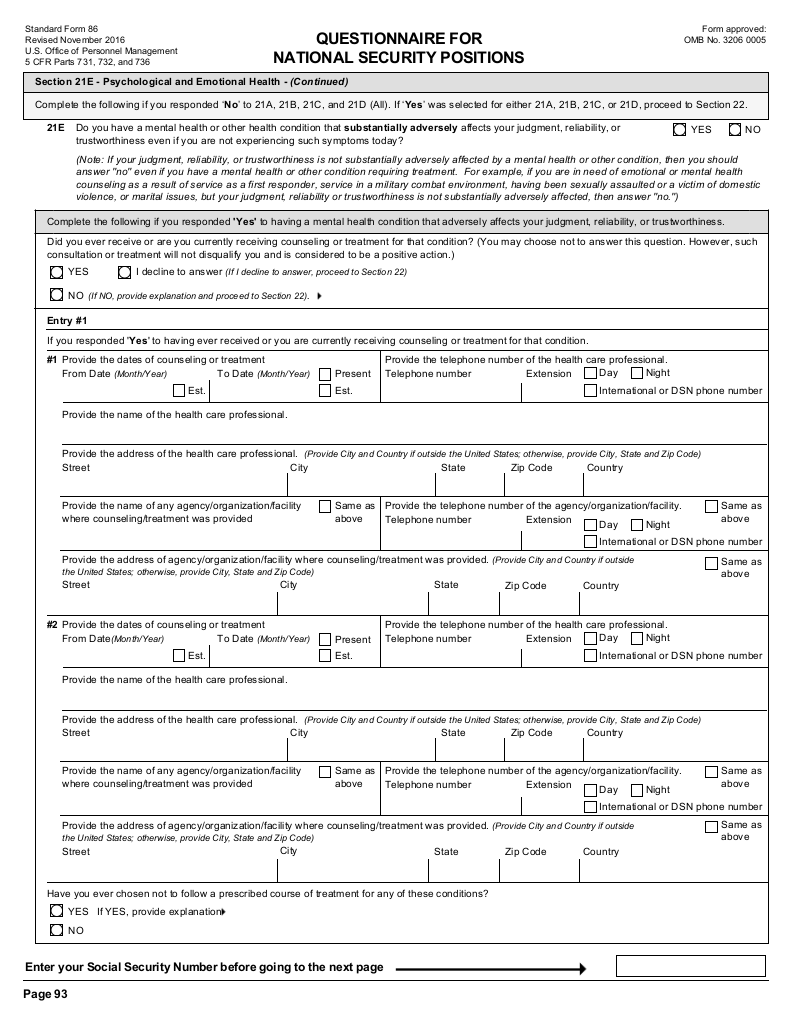 Standard Form 86
Revised November 2016
U.S. Office of Personnel Management
5 CFR Parts 731, 732, and 736
QUESTIONNAIRE FOR
NATIONAL SECURITY POSITIONS
Form approved:
OMB No. 3206 0005
Section 21E - Psychological and Emotional Health - (Continued)
Complete the following if you responded 'No' to 21A, 21B, 21C, and 21D (All). If 'Yes' was selected for either 21A, 21B, 21C, or 21D, proceed to Section 22.
21E Do you have a mental health or other health condition that substantially adversely affects your judgment, reliability, or
trustworthiness even if you are not experiencing such symptoms today?
YES NO
(Note: If your judgment, reliability, or trustworthiness is not substantially adversely affected by a mental health or other condition, then you should
answer "no" even if you have a mental health or other condition requiring treatment. For example, if you are in need of emotional or mental health
counseling as a result of service as a first responder, service in a military combat environment, having been sexually assaulted or a victim of domestic
violence, or marital issues, but your judgment, reliability or trustworthiness is not substantially adversely affected, then answer "no.")
Complete the following if you responded 'Yes' to having a mental health condition that adversely affects your judgment, reliability, or trustworthiness.
Did you ever receive or are you currently receiving counseling or treatment for that condition? (You may choose not to answer this question. However, such
consultation or treatment will not disqualify you and is considered to be a positive action.)
YES I decline to answer (If I decline to answer, proceed to Section 22)
NO (If NO, provide explanation and proceed to Section 22).
Entry #1
If you responded 'Yes' to having ever received or you are currently receiving counseling or treatment for that condition.
#1 Provide the dates of counseling or treatment
From Date (Month/Year) To Date (Month/Year) Present
Est. Est.
Provide the telephone number of the health care professional.
Telephone number Extension Day Night
International or DSN phone number
Provide the name of the health care professional.
Provide the address of the health care professional. (Provide City and Country if outside the United States; otherwise, provide City, State and Zip Code)
Street City State Zip Code Country
Provide the name of any agency/organization/facility
where counseling/treatment was provided
Same as
above
Provide the telephone number of the agency/organization/facility.
Telephone number Extension Day Night
International or DSN phone number
Same as
above
Provide the address of agency/organization/facility where counseling/treatment was provided. (Provide City and Country if outside
the United States; otherwise, provide City, State and Zip Code)
Same as
above
Street City State Zip Code Country
#2 Provide the dates of counseling or treatment
From Date(Month/Year) To Date (Month/Year) Present
Est. Est.
Provide the telephone number of the health care professional.
Telephone number Extension Day Night
International or DSN phone number
Provide the name of the health care professional.
Provide the address of the health care professional. (Provide City and Country if outside the United States; otherwise, provide City, State and Zip Code)
Street City State Zip Code Country
Provide the name of any agency/organization/facility
where counseling/treatment was provided
Same as
above
Provide the telephone number of the agency/organization/facility.
Telephone number Extension Day Night
International or DSN phone number
Same as
above
Provide the address of agency/organization/facility where counseling/treatment was provided. (Provide City and Country if outside
the United States; otherwise, provide City, State and Zip Code)
Same as
above
Street City State Zip Code Country
Have you ever chosen not to follow a prescribed course of treatment for any of these conditions?
YES If YES, provide explanation
NO
Enter your Social Security Number before going to the next page
Page 93